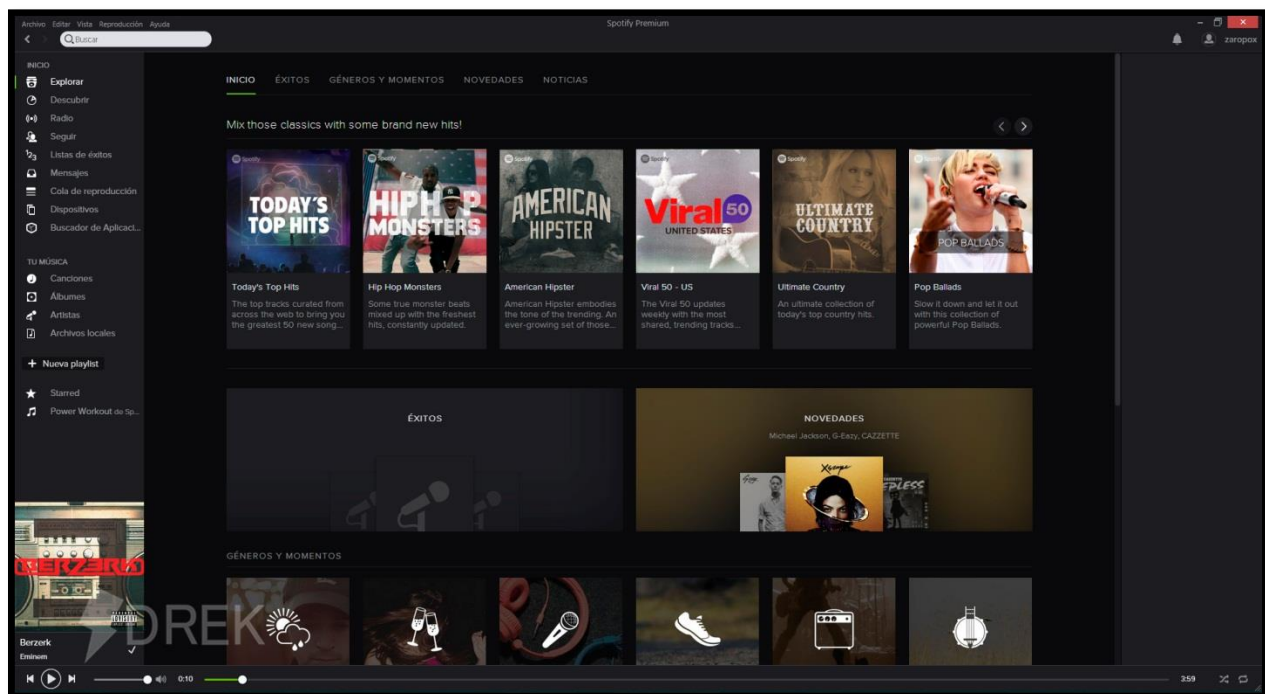 Archivo Editar Vista Reproducción Ayuda
Spotify Premium
Buscar
zaropox
INICIO
Explorar
Descubrir
Radio
Seguir
Listas de éxitos
Mensajes
Cola de reproducción
Dispositivos
Buscador de Aplicaci...
TU MÚSICA
Canciones
Álbumes
Artistas
Archivos locales
Nueva playlist
Starred
Power Workout de Sp...
BERZERK
Berzerk
Eminem
INICIO ÉXITOS GÉNEROS Y MOMENTOS NOVEDADES NOTICIAS
Mix those classics with some brand new hits!
Spotify
TODAY'S
TOP HITS
Today's Top Hits
The top tracks curated from
across the web to bring you
the greatest 50 new song...
Spotify
HIP HOP
MONSTERS
Hip Hop Monsters
Some true monster beats
mixed up with the freshest
hits, constantly updated.
Spotify
AMERICAN
HIPSTER
American Hipster
American Hipster embodies
the tone of the trending. An
ever-growing set of those...
Spotify
Viral 50
UNITED STATES
Viral 50 - US
The Viral 50 updates
weekly with the most
shared, trending tracks...
Spotify
ULTIMATE
COUNTRY
Ultimate Country
An ultimate collection of
today's top country hits.
POP BALLADS
Pop Ballads
Slow it down and let it out
with this collection of
powerful Pop Ballads.
ÉXITOS
NOVEDADES
Michael Jackson, G-Eazy, CAZZETTE
Xscape
GÉNEROS Y MOMENTOS
DREK
0:10
3:59